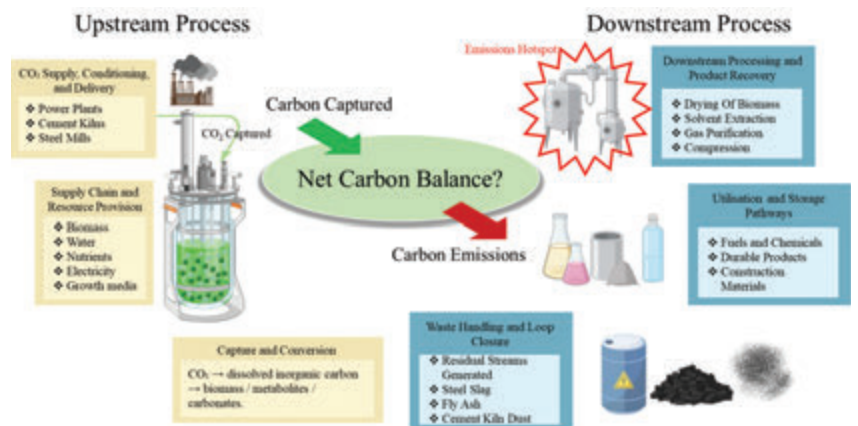 Upstream Process
Downstream Process
CO₂ Supply, Conditioning,
and Delivery
❖ Power Plants
❖ Cement Kilns
❖ Steel Mills
CO₂ Captured
Supply Chain and
Resource Provision
❖ Biomass
❖ Water
❖ Nutrients
❖ Electricity
❖ Growth media
Capture and Conversion
CO₂ → dissolved inorganic carbon
→ biomass / metabolites /
carbonates.
Carbon Captured
Net Carbon Balance?
Carbon Emissions
Emissions Hotspots
Downstream Processing and
Product Recovery
❖ Drying Of Biomass
❖ Solvent Extraction
❖ Gas Purification
❖ Compression
Utilisation and Storage
Pathways
❖ Fuels and Chemicals
❖ Durable Products
❖ Construction
Materials
Waste Handling and Loop
Closure
❖ Residual Streams
Generated
❖ Steel Slag
❖ Fly Ash
❖ Cement Kiln Dust